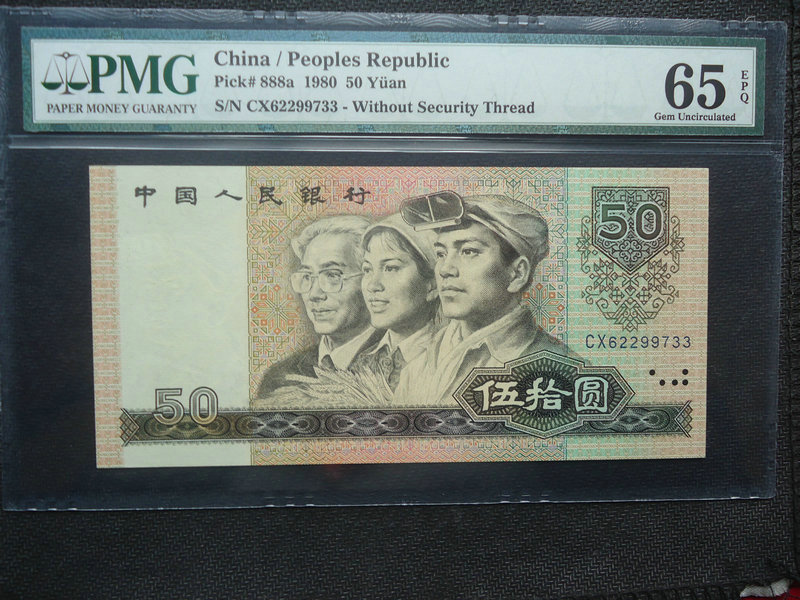 PMG
PAPER MONEY GUARANTY
China / Peoples Republic
Pick# 888a 1980 50 Yüan
S/N CX62299733 - Without Security Thread
65 EPQ
Gem Uncirculated
中国人民銀行
50
CX62299733
50
伍拾圆